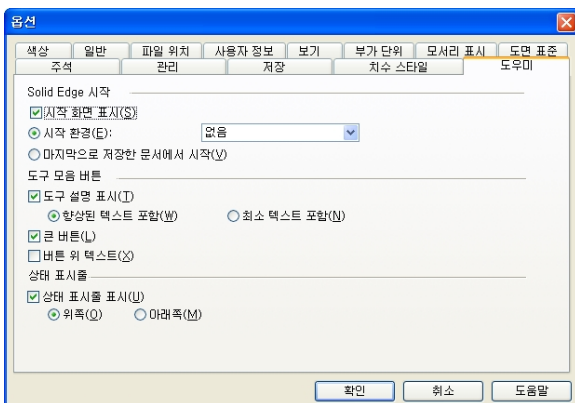 옵션
색상 일반 파일 위치 사용자 정보 보기 부가 단위 모서리 표시 도면 표준
주석 관리 저장 치수 스타일 도우미
Solid Edge 시작
시작 화면 표시(S)
시작 환경(E): 없음
마지막으로 저장한 문서에서 시작(V)
도구 모음 버튼
도구 설명 표시(T)
향상된 텍스트 포함(W) 최소 텍스트 포함(N)
큰 버튼(L)
버튼 위 텍스트(X)
상태 표시줄
상태 표시줄 표시(U)
위쪽(O) 아래쪽(M)
확인 취소 도움말